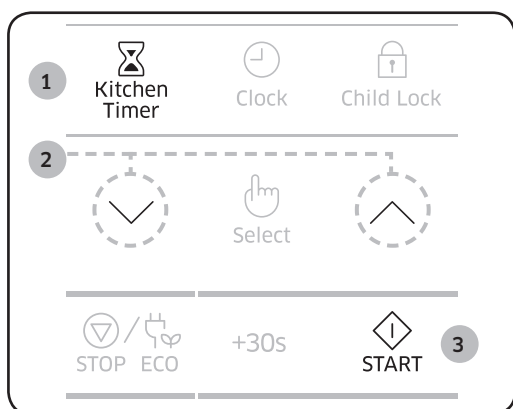 1
Kitchen
Timer
Clock
Child Lock
2
Select
STOP ECO
+30s
START
3